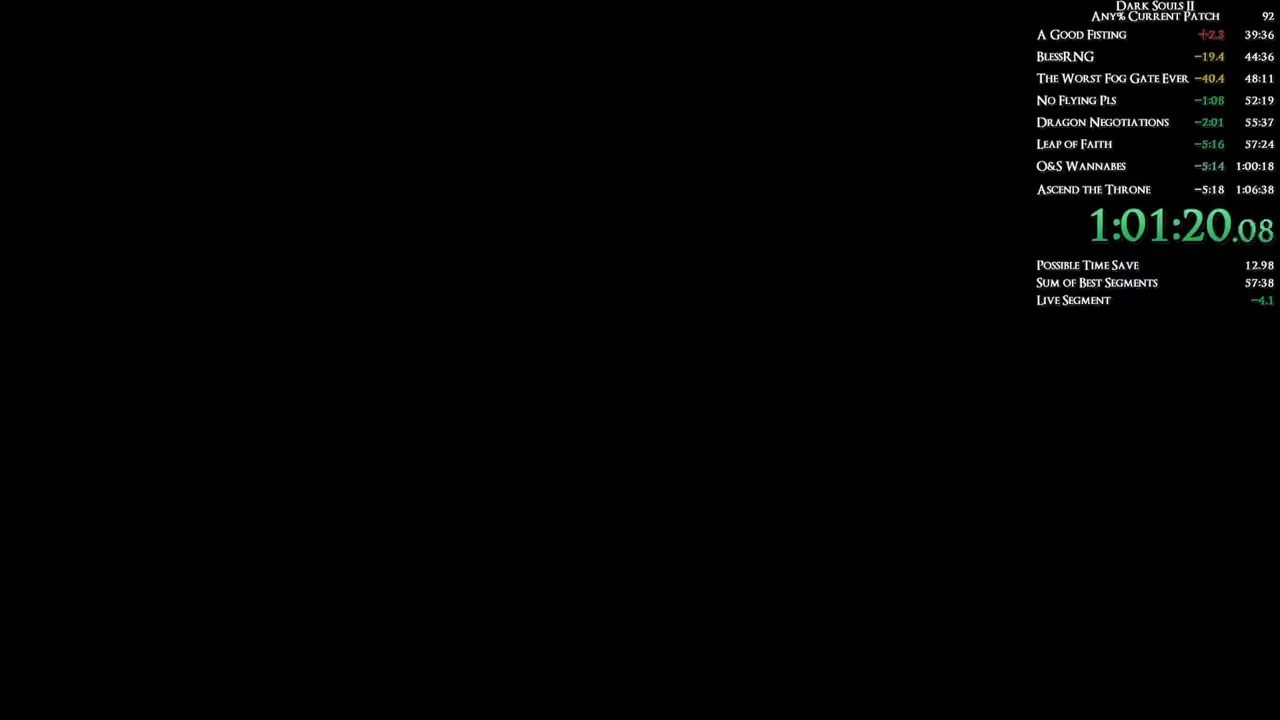 Dark Souls II
Any% Current Patch 92
A Good Fisting +2.3 39:36
BlessRNG −19.4 44:36
The Worst Fog Gate Ever −40.4 48:11
No Flying Pls −1:08 52:19
Dragon Negotiations −2:01 55:37
Leap of Faith −5:16 57:24
O&S Wannabes −5:14 1:00:18
Ascend the Throne −5:18 1:06:38
1:01:20.08
Possible Time Save 12.98
Sum of Best Segments 57:38
Live Segment −4.1